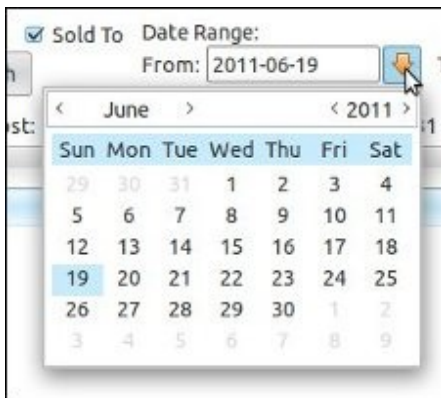 Sold To Date Range:
From: 2011-06-19
< June > < 2011 >
Sun Mon Tue Wed Thu Fri Sat
29 30 31 1 2 3 4
5 6 7 8 9 10 11
12 13 14 15 16 17 18
19 20 21 22 23 24 25
26 27 28 29 30 1 2
3 4 5 6 7 8 9